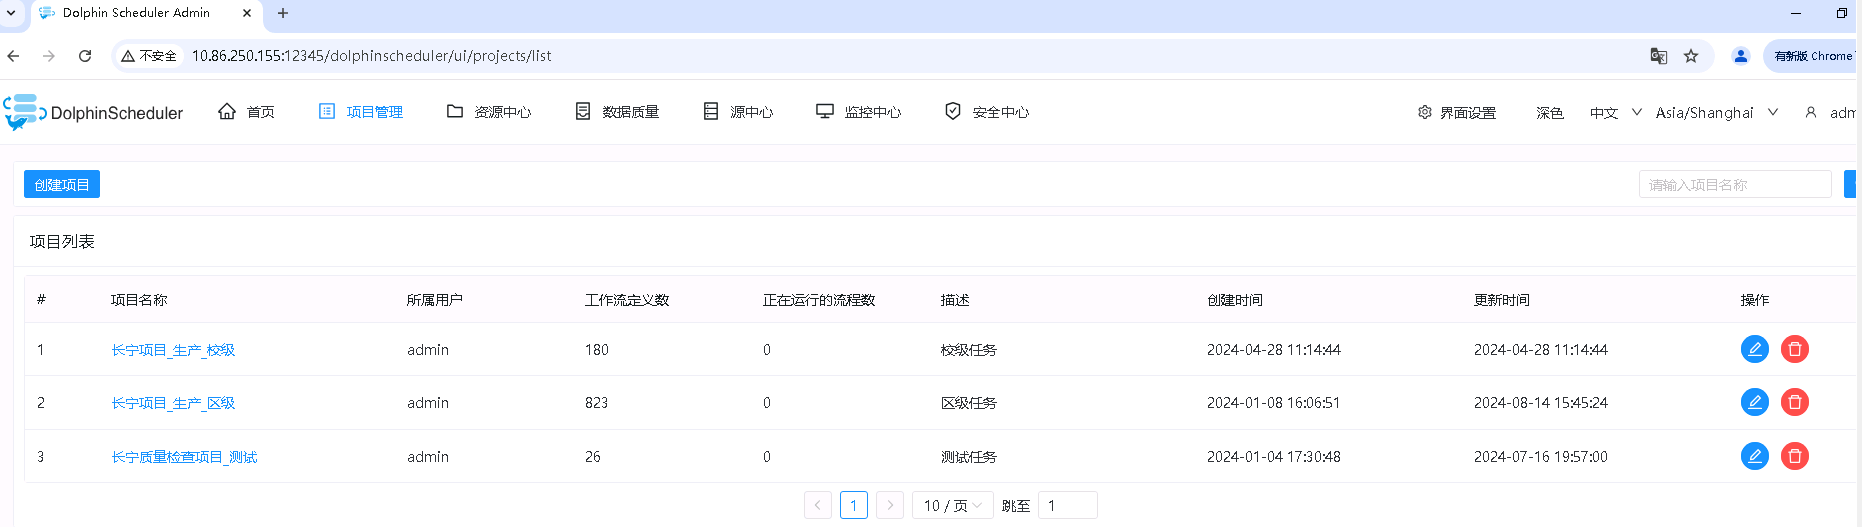 Dolphin Scheduler Admin
不安全 10.86.250.155:12345/dolphinscheduler/ui/projects/list 有新版 Chrome
DolphinScheduler 首页 项目管理 资源中心 数据质量 源中心 监控中心 安全中心 界面设置 深色 中文 Asia/Shanghai adm
创建项目 请输入项目名称
项目列表
# 项目名称 所属用户 工作流定义数 正在运行的流程数 描述 创建时间 更新时间 操作
1 长宁项目_生产_校级 admin 180 0 校级任务 2024-04-28 11:14:44 2024-04-28 11:14:44
2 长宁项目_生产_区级 admin 823 0 区级任务 2024-01-08 16:06:51 2024-08-14 15:45:24
3 长宁质量检查项目_测试 admin 26 0 测试任务 2024-01-04 17:30:48 2024-07-16 19:57:00
1 10 / 页 跳至 1